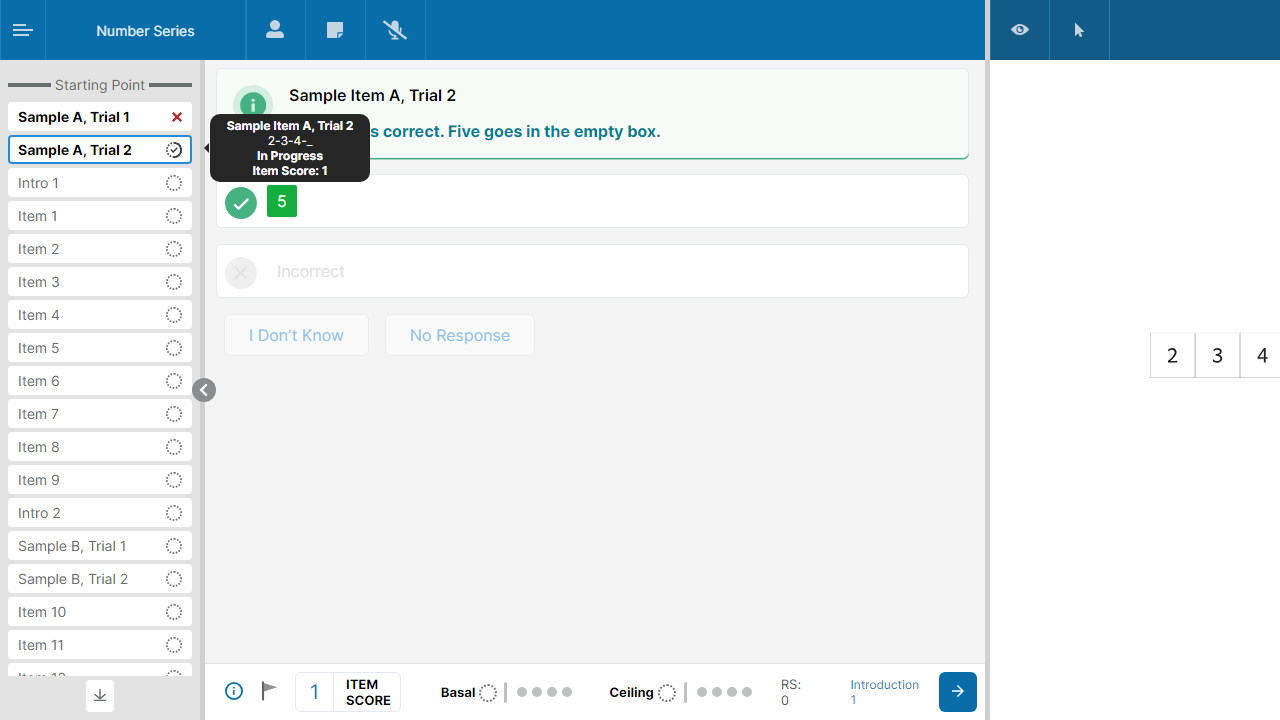 Number Series
Starting Point
Sample A, Trial 1
Sample A, Trial 2
Intro 1
Item 1
Item 2
Item 3
Item 4
Item 5
Item 6
Item 7
Item 8
Item 9
Intro 2
Sample B, Trial 1
Sample B, Trial 2
Item 10
Item 11
Sample Item A, Trial 2
s correct. Five goes in the empty box.
Sample Item A, Trial 2
2-3-4-_
In Progress
Item Score: 1
5
Incorrect
I Don't Know
No Response
1
ITEM
SCORE
Basal
Ceiling
RS:
0
Introduction
1
2 3 4